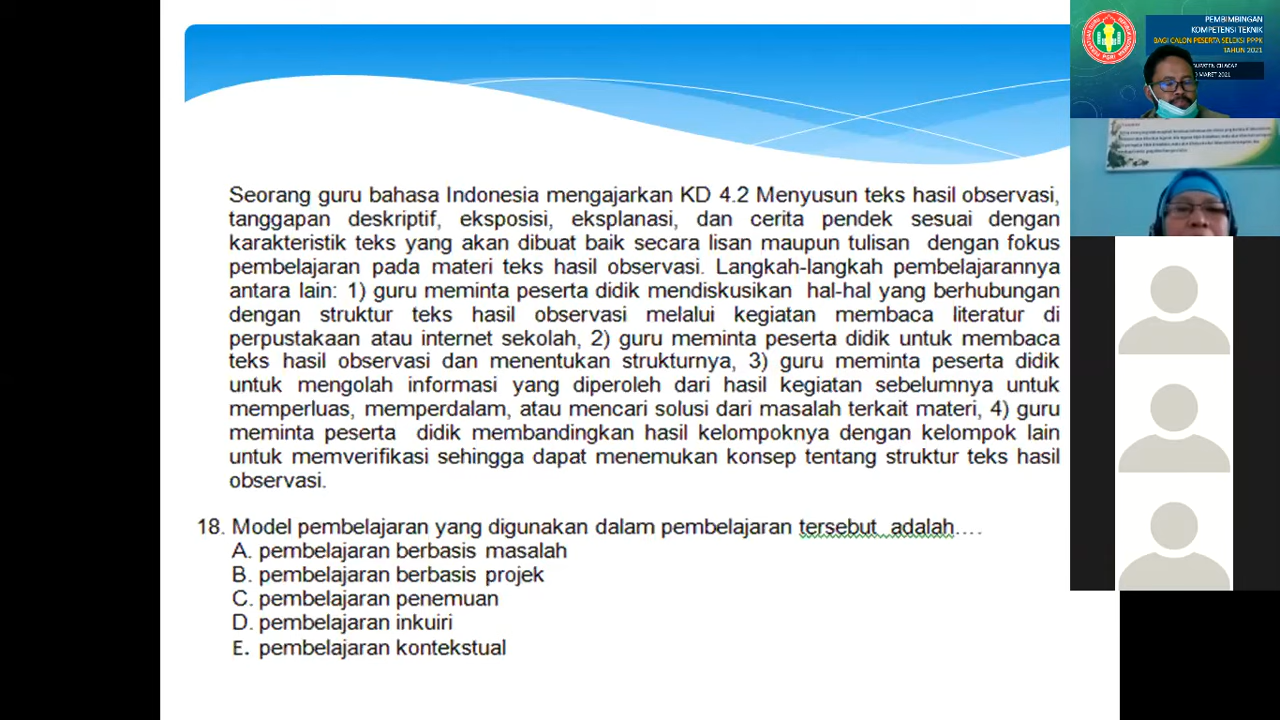 Seorang guru bahasa Indonesia mengajarkan KD 4.2 Menyusun teks hasil observasi,
tanggapan deskriptif, eksposisi, eksplanasi, dan cerita pendek sesuai dengan
karakteristik teks yang akan dibuat baik secara lisan maupun tulisan dengan fokus
pembelajaran pada materi teks hasil observasi. Langkah-langkah pembelajarannya
antara lain: 1) guru meminta peserta didik mendiskusikan hal-hal yang berhubungan
dengan struktur teks hasil observasi melalui kegiatan membaca literatur di
perpustakaan atau internet sekolah, 2) guru meminta peserta didik untuk membaca
teks hasil observasi dan menentukan strukturnya, 3) guru meminta peserta didik
untuk mengolah informasi yang diperoleh dari hasil kegiatan sebelumnya untuk
memperluas, memperdalam, atau mencari solusi dari masalah terkait materi, 4) guru
meminta peserta didik membandingkan hasil kelompoknya dengan kelompok lain
untuk memverifikasi sehingga dapat menemukan konsep tentang struktur teks hasil
observasi.
18. Model pembelajaran yang digunakan dalam pembelajaran tersebut adalah....
A. pembelajaran berbasis masalah
B. pembelajaran berbasis projek
C. pembelajaran penemuan
D. pembelajaran inkuiri
E. pembelajaran kontekstual
PEMBIMBINGAN
KOMPETENSI TEKNIK
BAGI CALON PESERTA SELEKSI PPPK
TAHUN 2021
MARET 2021
PGRI